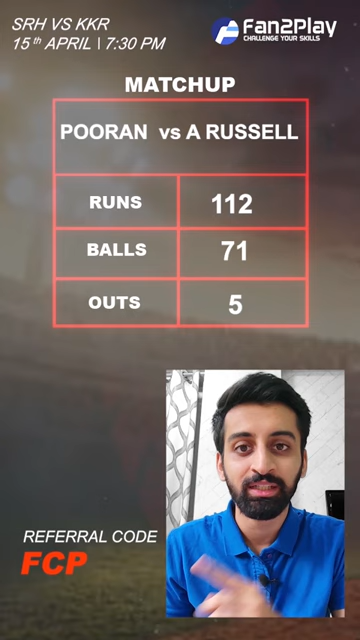 SRH VS KKR
15th APRIL | 7:30 PM
Fan2Play
CHALLENGE YOUR SKILLS
MATCHUP
POORAN vs A RUSSELL
RUNS 112
BALLS 71
OUTS 5
REFERRAL CODE
FCP